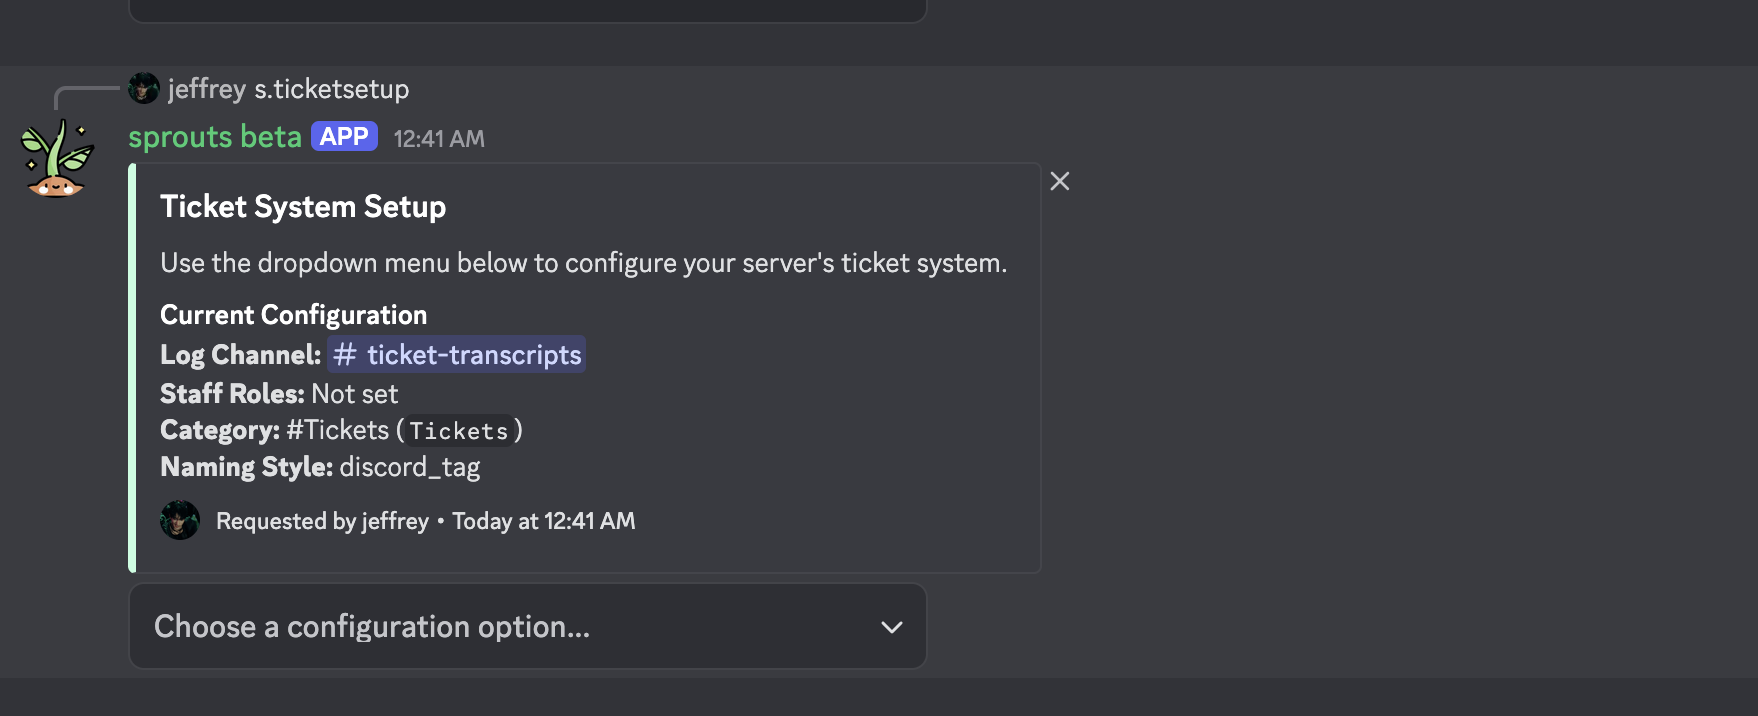 jeffrey s.ticketsetup
sprouts beta APP 12:41 AM
Ticket System Setup
Use the dropdown menu below to configure your server's ticket system.
Current Configuration
Log Channel: # ticket-transcripts
Staff Roles: Not set
Category: #Tickets (Tickets)
Naming Style: discord_tag
Requested by jeffrey • Today at 12:41 AM
Choose a configuration option...